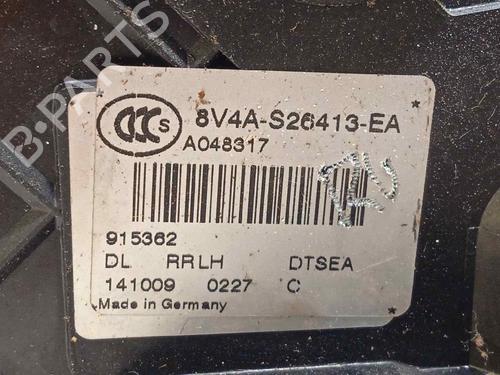 B-PARTS
CCC S
8V4A-S26413-EA
A048317
915362
DL RRLH DTSEA
141009 0227 C
Made in Germany